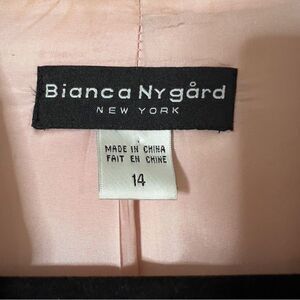 Bianca Nygård
NEW YORK
MADE IN CHINA
FAIT EN CHINE
14